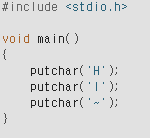 #include <stdio.h>

void main()
{
    putchar('H');
    putchar('I');
    putchar('~');
}